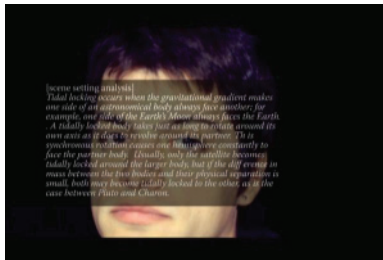 [scene setting analysis]
Tidal locking occurs when the gravitational gradient makes
one side of an astronomical body always face another; for
example, one side of the Earth's Moon always faces the Earth
. A tidally locked body takes just as long to rotate around its
own axis as it does to revolve around its partner. Th is
synchronous rotation causes one hemisphere constantly to
face the partner body.  Usually, only the satellite becomes
tidally locked around the larger body, but if the diff erence in
mass between the two bodies and their physical separation is
small, both may become tidally locked to the other, as is the
case between Pluto and Charon.